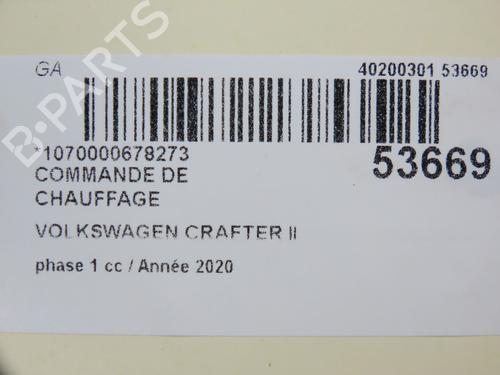 GA 40200301 53669
*1070000678273 53669
COMMANDE DE
CHAUFFAGE
VOLKSWAGEN CRAFTER II
phase 1 cc / Année 2020
B-PARTS